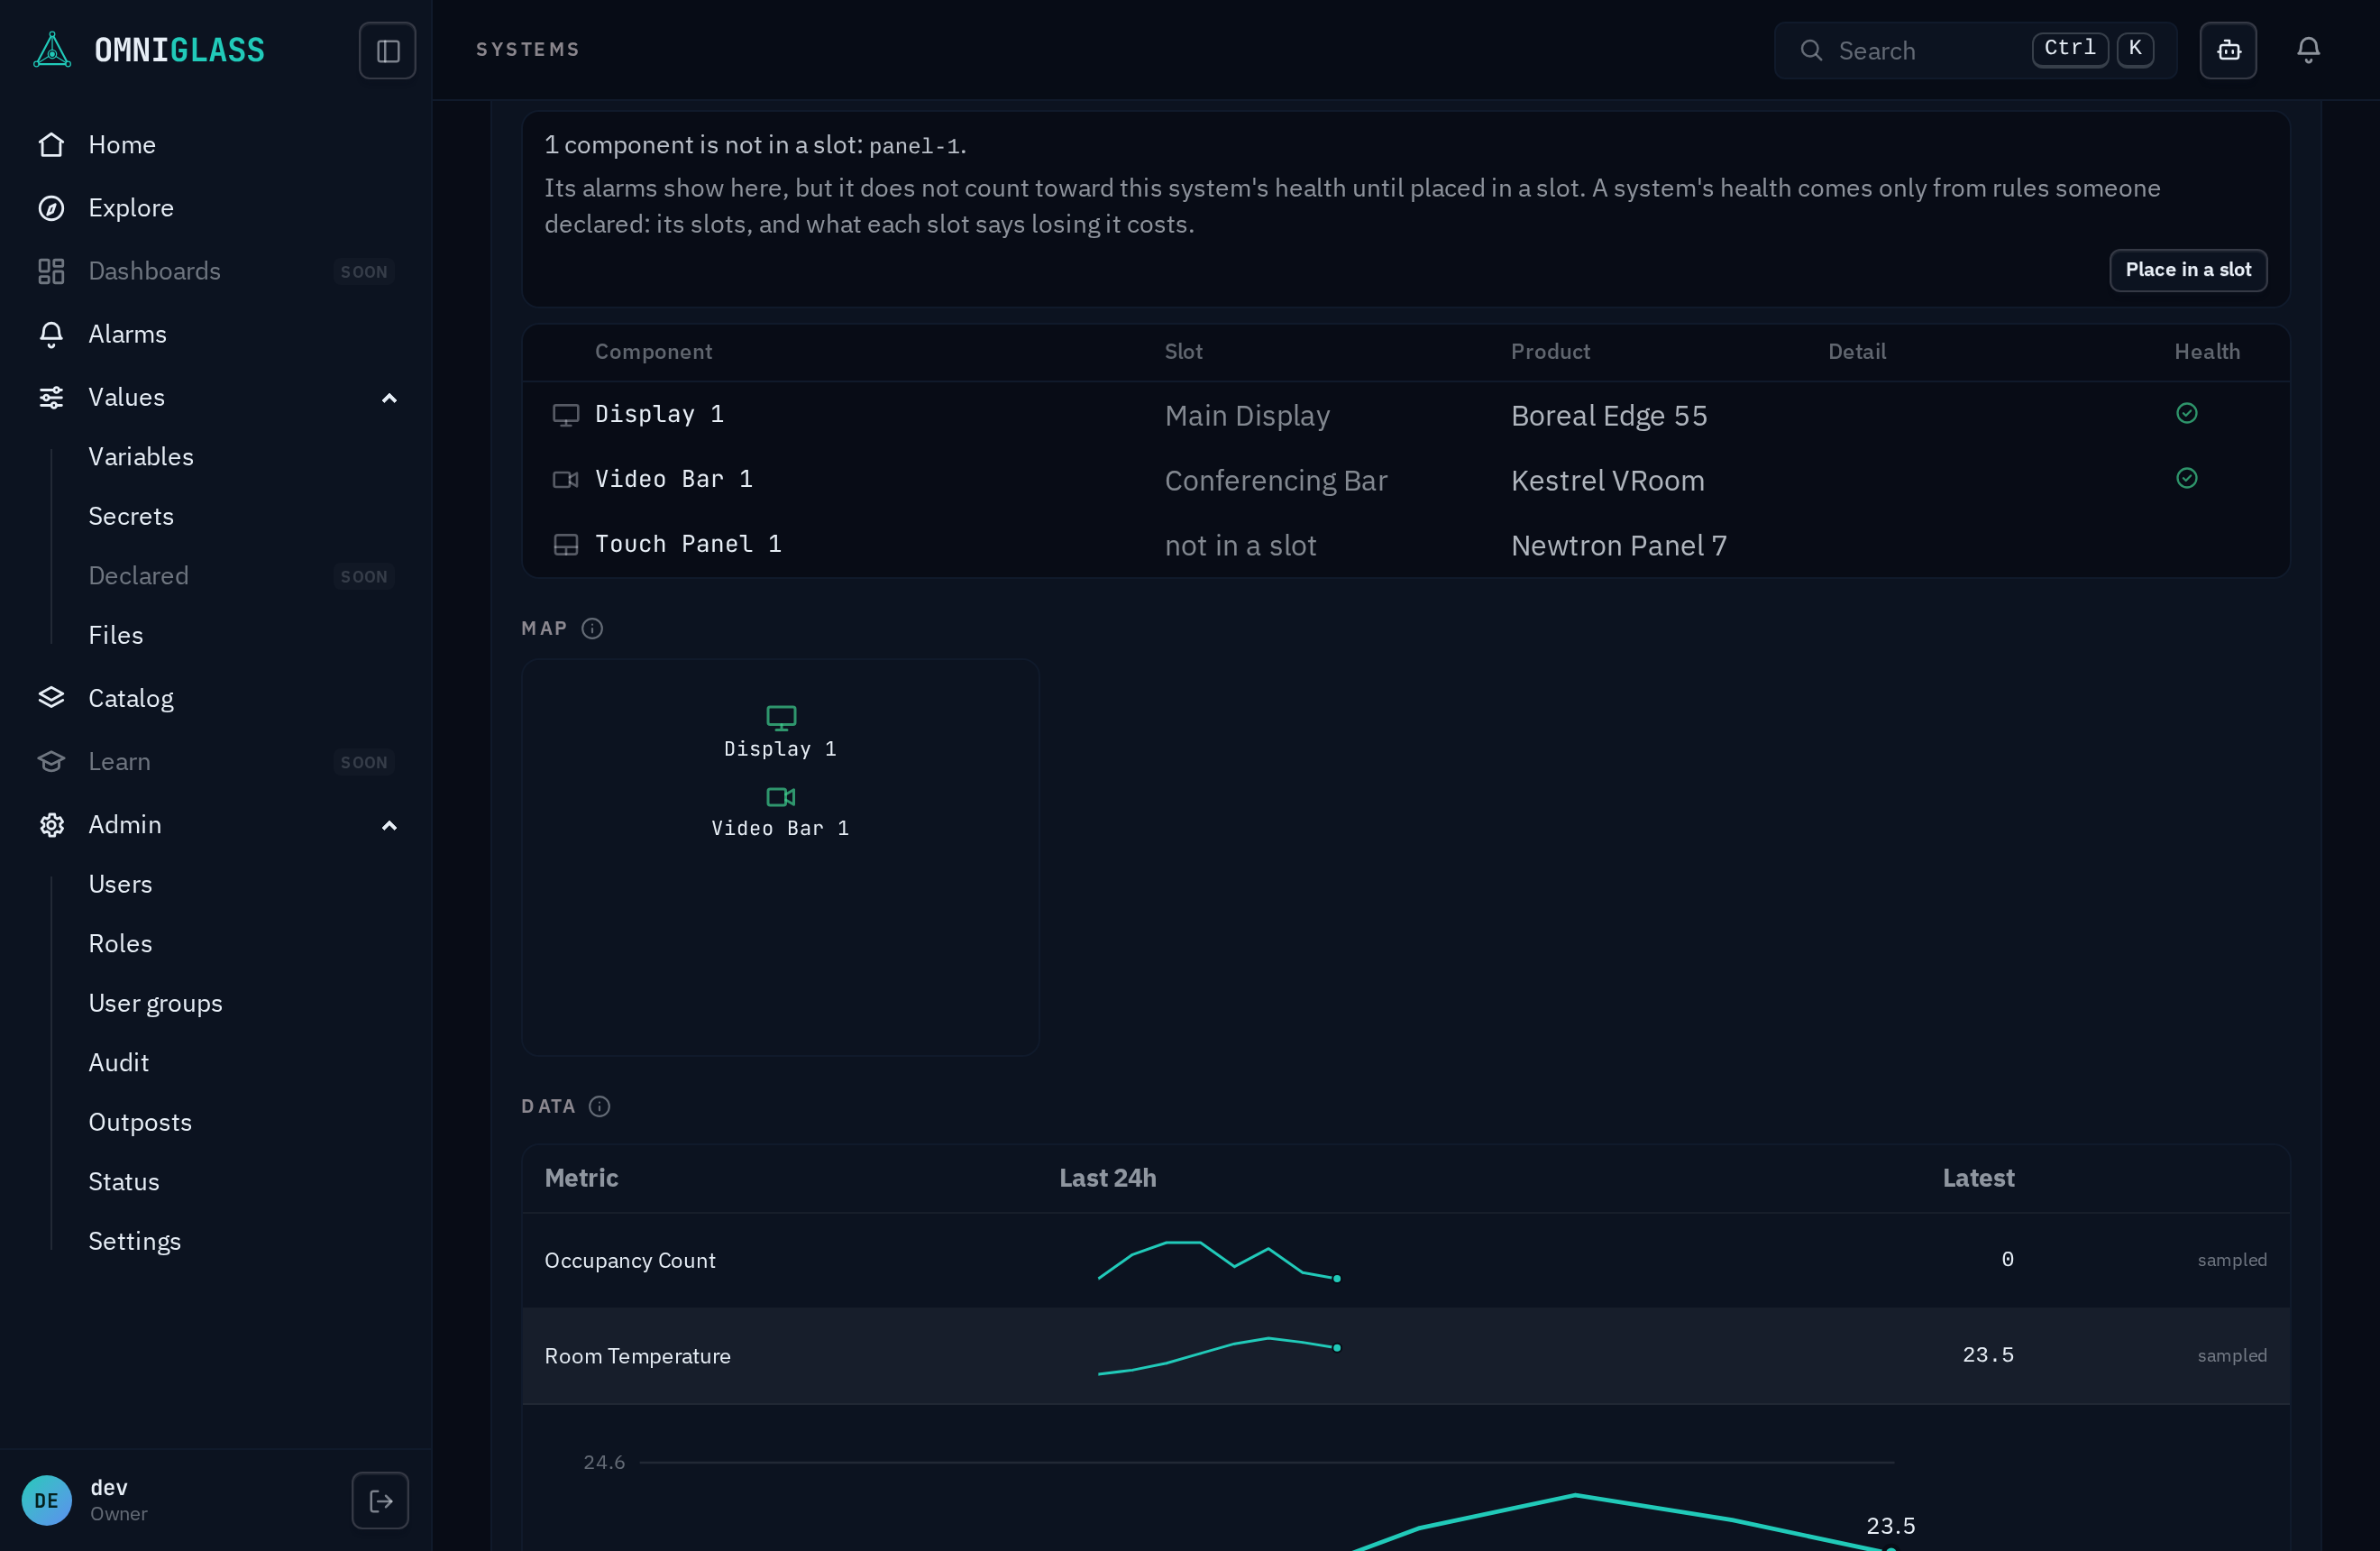 OMNIGLASS
SYSTEMS
Search
Ctrl
K
Home
Explore
Dashboards
SOON
Alarms
Values
Variables
Secrets
Declared
SOON
Files
Catalog
Learn
SOON
Admin
Users
Roles
User groups
Audit
Outposts
Status
Settings
DE
dev
Owner
1 component is not in a slot: panel-1.
Its alarms show here, but it does not count toward this system's health until placed in a slot. A system's health comes only from rules someone
declared: its slots, and what each slot says losing it costs.
Place in a slot
Component Slot Product Detail Health
Display 1 Main Display Boreal Edge 55
Video Bar 1 Conferencing Bar Kestrel VRoom
Touch Panel 1 not in a slot Newtron Panel 7
MAP
Display 1
Video Bar 1
DATA
Metric Last 24h Latest
Occupancy Count 0 sampled
Room Temperature 23.5 sampled
24.6
23.5